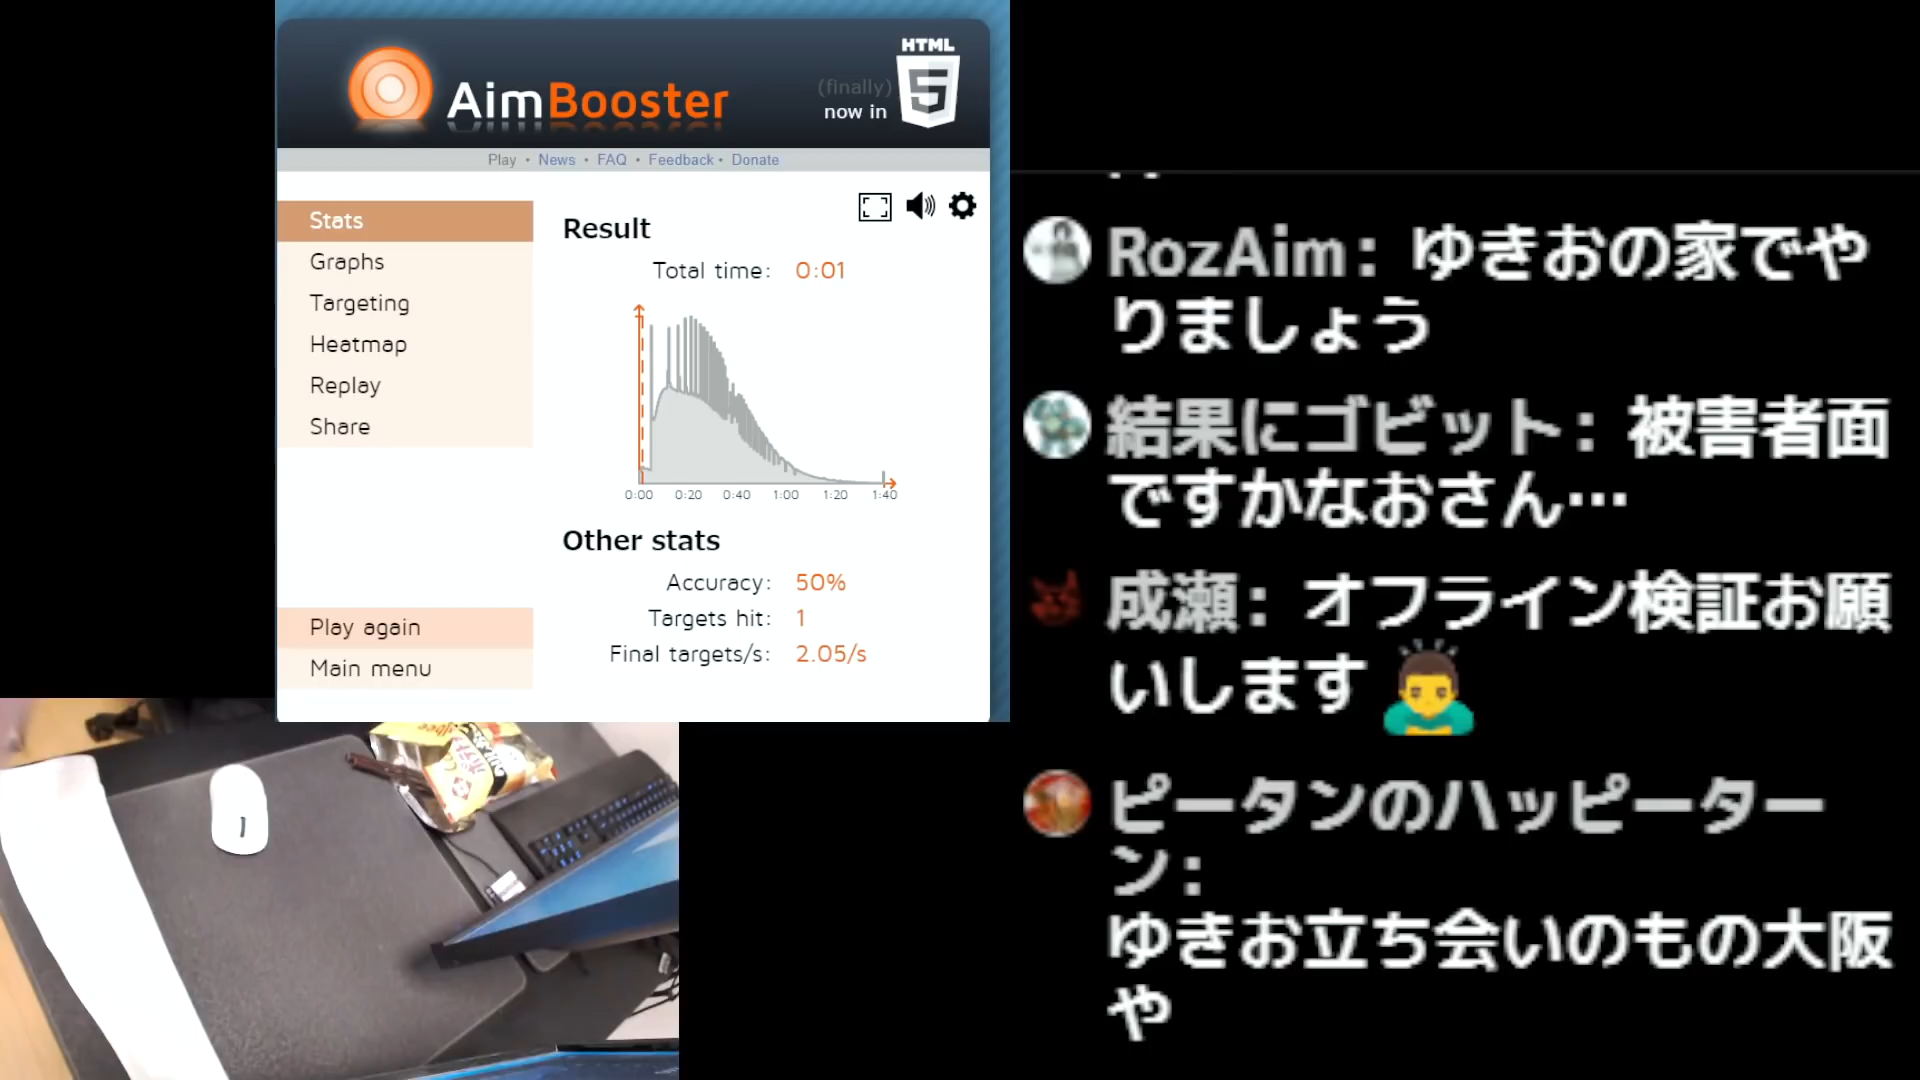 AimBooster
(finally)
now in
HTML
5
Play • News • FAQ • Feedback • Donate
Stats
Graphs
Targeting
Heatmap
Replay
Share
Play again
Main menu
Result
Total time: 0:01
0:00 0:20 0:40 1:00 1:20 1:40
Other stats
Accuracy: 50%
Targets hit: 1
Final targets/s: 2.05/s
RozAim: ゆきおの家でや
りましょう
結果にゴビット: 被害者面
ですかなおさん…
成瀬: オフライン検証お願
いします
ピータンのハッピーター
ン:
ゆきお立ち会いのもの大阪
や